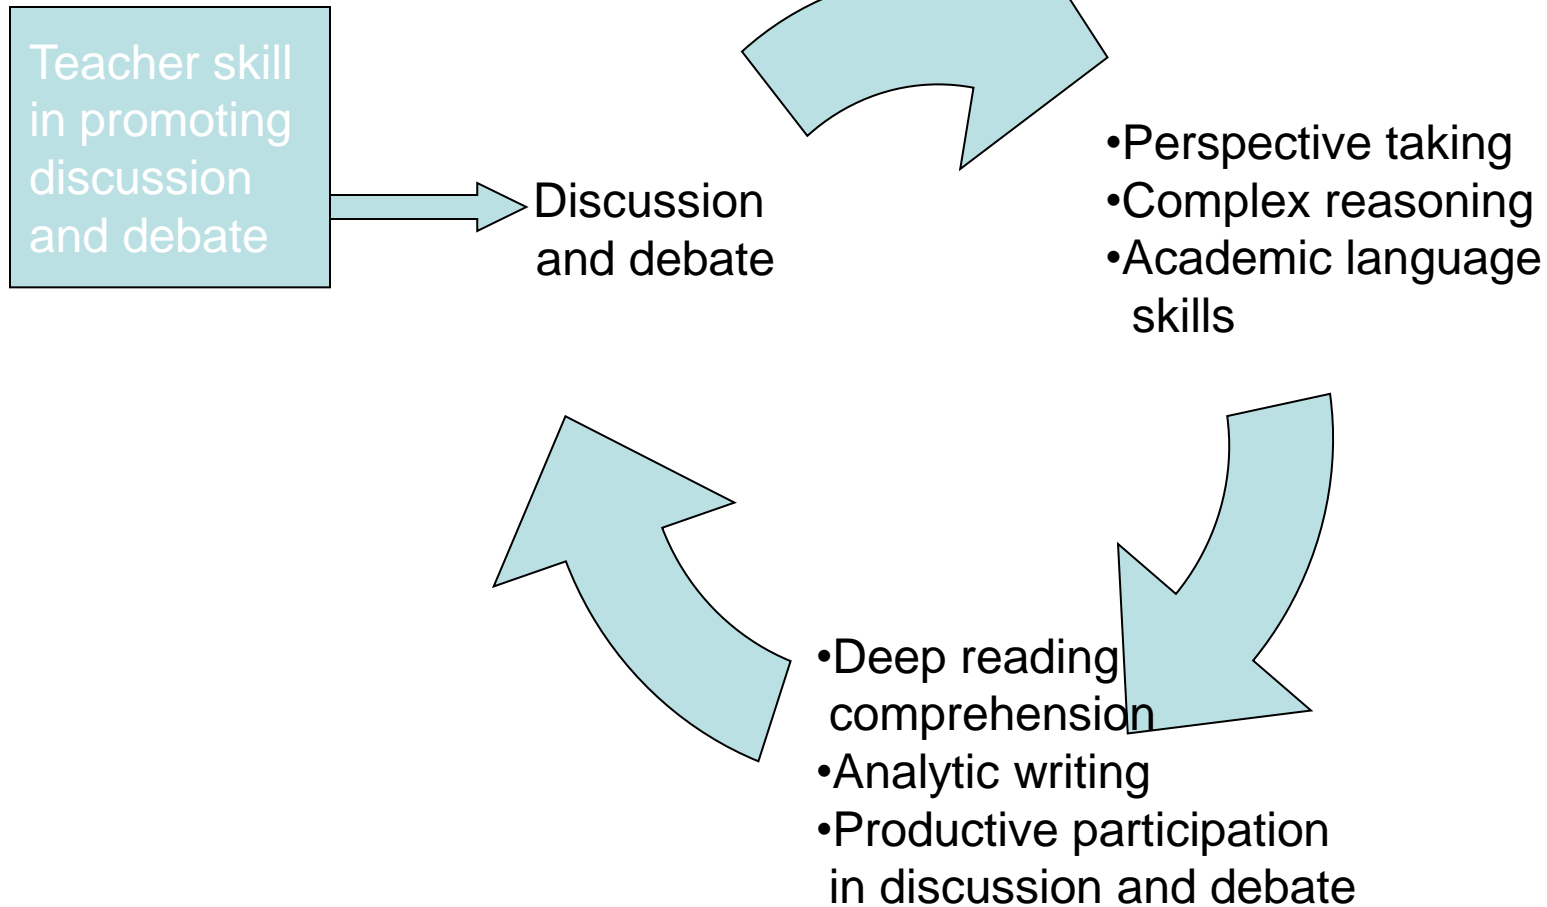 Teacher skill
in promoting
discussion
and debate
Discussion
and debate
•Perspective taking
•Complex reasoning
•Academic language
skills
•Deep reading
comprehension
•Analytic writing
•Productive participation
in discussion and debate